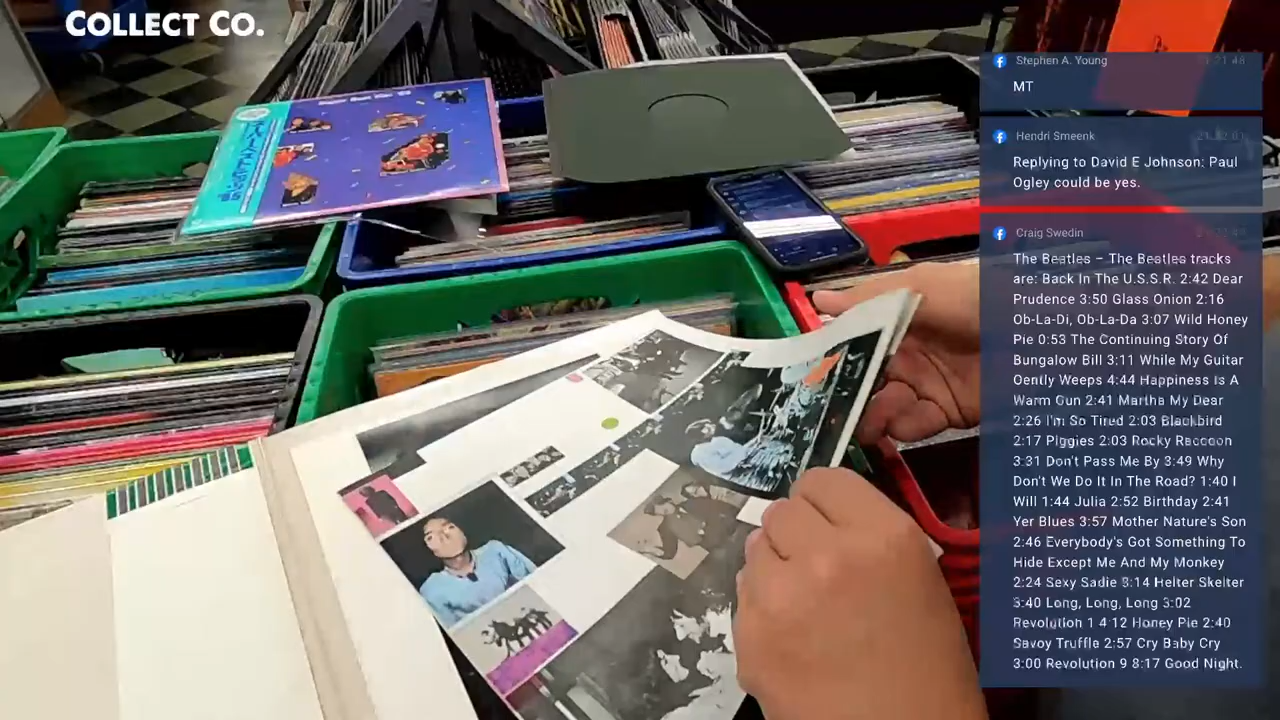 COLLECT CO.
Stephen A. Young
MT
Hendri Smeenk
Replying to David E Johnson: Paul
Ogley could be yes.
Craig Swedin
The Beatles – The Beatles tracks
are: Back In The U.S.S.R. 2:42 Dear
Prudence 3:50 Glass Onion 2:16
Ob-La-Di, Ob-La-Da 3:07 Wild Honey
Pie 0:53 The Continuing Story Of
Bungalow Bill 3:11 While My Guitar
Gently Weeps 4:44 Happiness Is A
Warm Gun 2:41 Martha My Dear
2:26 I'm So Tired 2:03 Blackbird
2:17 Piggies 2:03 Rocky Raccoon
3:31 Don't Pass Me By 3:49 Why
Don't We Do It In The Road? 1:40 I
Will 1:44 Julia 2:52 Birthday 2:41
Yer Blues 3:57 Mother Nature's Son
2:46 Everybody's Got Something To
Hide Except Me And My Monkey
2:24 Sexy Sadie 3:14 Helter Skelter
3:40 Long, Long, Long 3:02
Revolution 1 4:12 Honey Pie 2:40
Savoy Truffle 2:57 Cry Baby Cry
3:00 Revolution 9 8:17 Good Night.